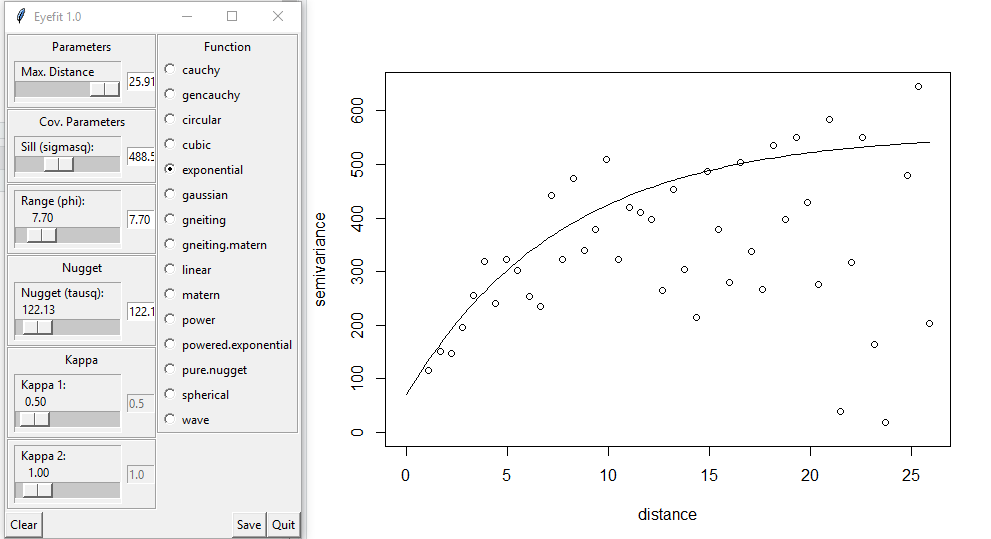 Eyefit 1.0
Parameters
Max. Distance
25.91
Cov. Parameters
Sill (sigmasq):
488.5
Range (phi):
7.70
7.70
Nugget
Nugget (tausq):
122.13
122.1
Kappa
Kappa 1:
0.50
0.5
Kappa 2:
1.00
1.0
Clear
Save
Quit
Function
cauchy
gencauchy
circular
cubic
exponential
gaussian
gneiting
gneiting.matern
linear
matern
power
powered.exponential
pure.nugget
spherical
wave
semivariance
600
500
400
300
200
100
0
0 5 10 15 20 25
distance